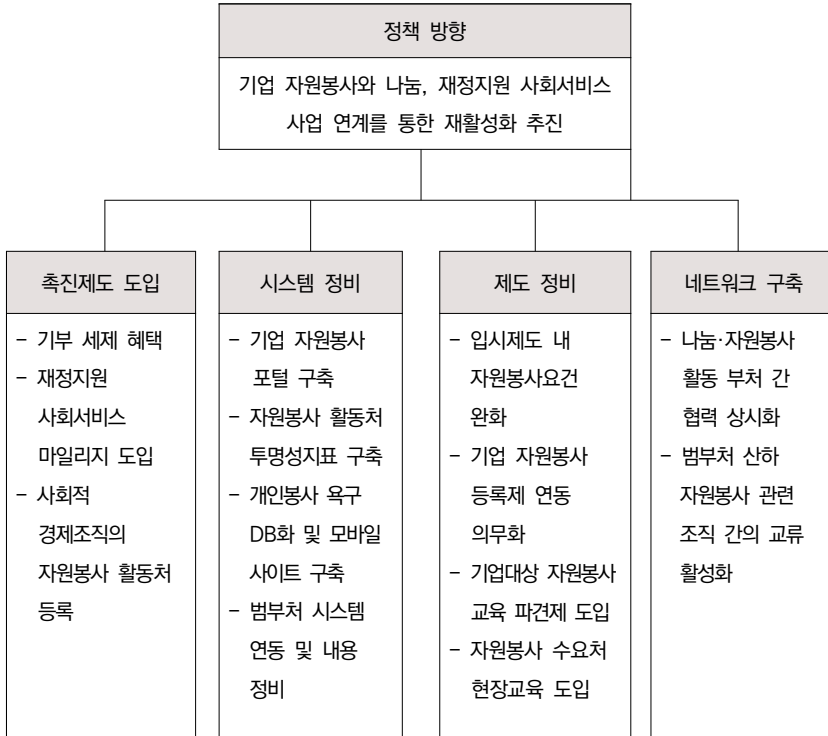 정책 방향
기업 자원봉사와 나눔, 재정지원 사회서비스
사업 연계를 통한 재활성화 추진
촉진제도 도입
- 기부 세제 혜택
- 재정지원
사회서비스
마일리지 도입
- 사회적
경제조직의
자원봉사 활동처
등록
시스템 정비
- 기업 자원봉사
포털 구축
- 자원봉사 활동처
투명성지표 구축
- 개인봉사 욕구
DB화 및 모바일
사이트 구축
- 범부처 시스템
연동 및 내용
정비
제도 정비
- 입시제도 내
자원봉사요건
완화
- 기업 자원봉사
등록제 연동
의무화
- 기업대상 자원봉사
교육 파견제 도입
- 자원봉사 수요처
현장교육 도입
네트워크 구축
- 나눔·자원봉사
활동 부처 간
협력 상시화
- 범부처 산하
자원봉사 관련
조직 간의 교류
활성화